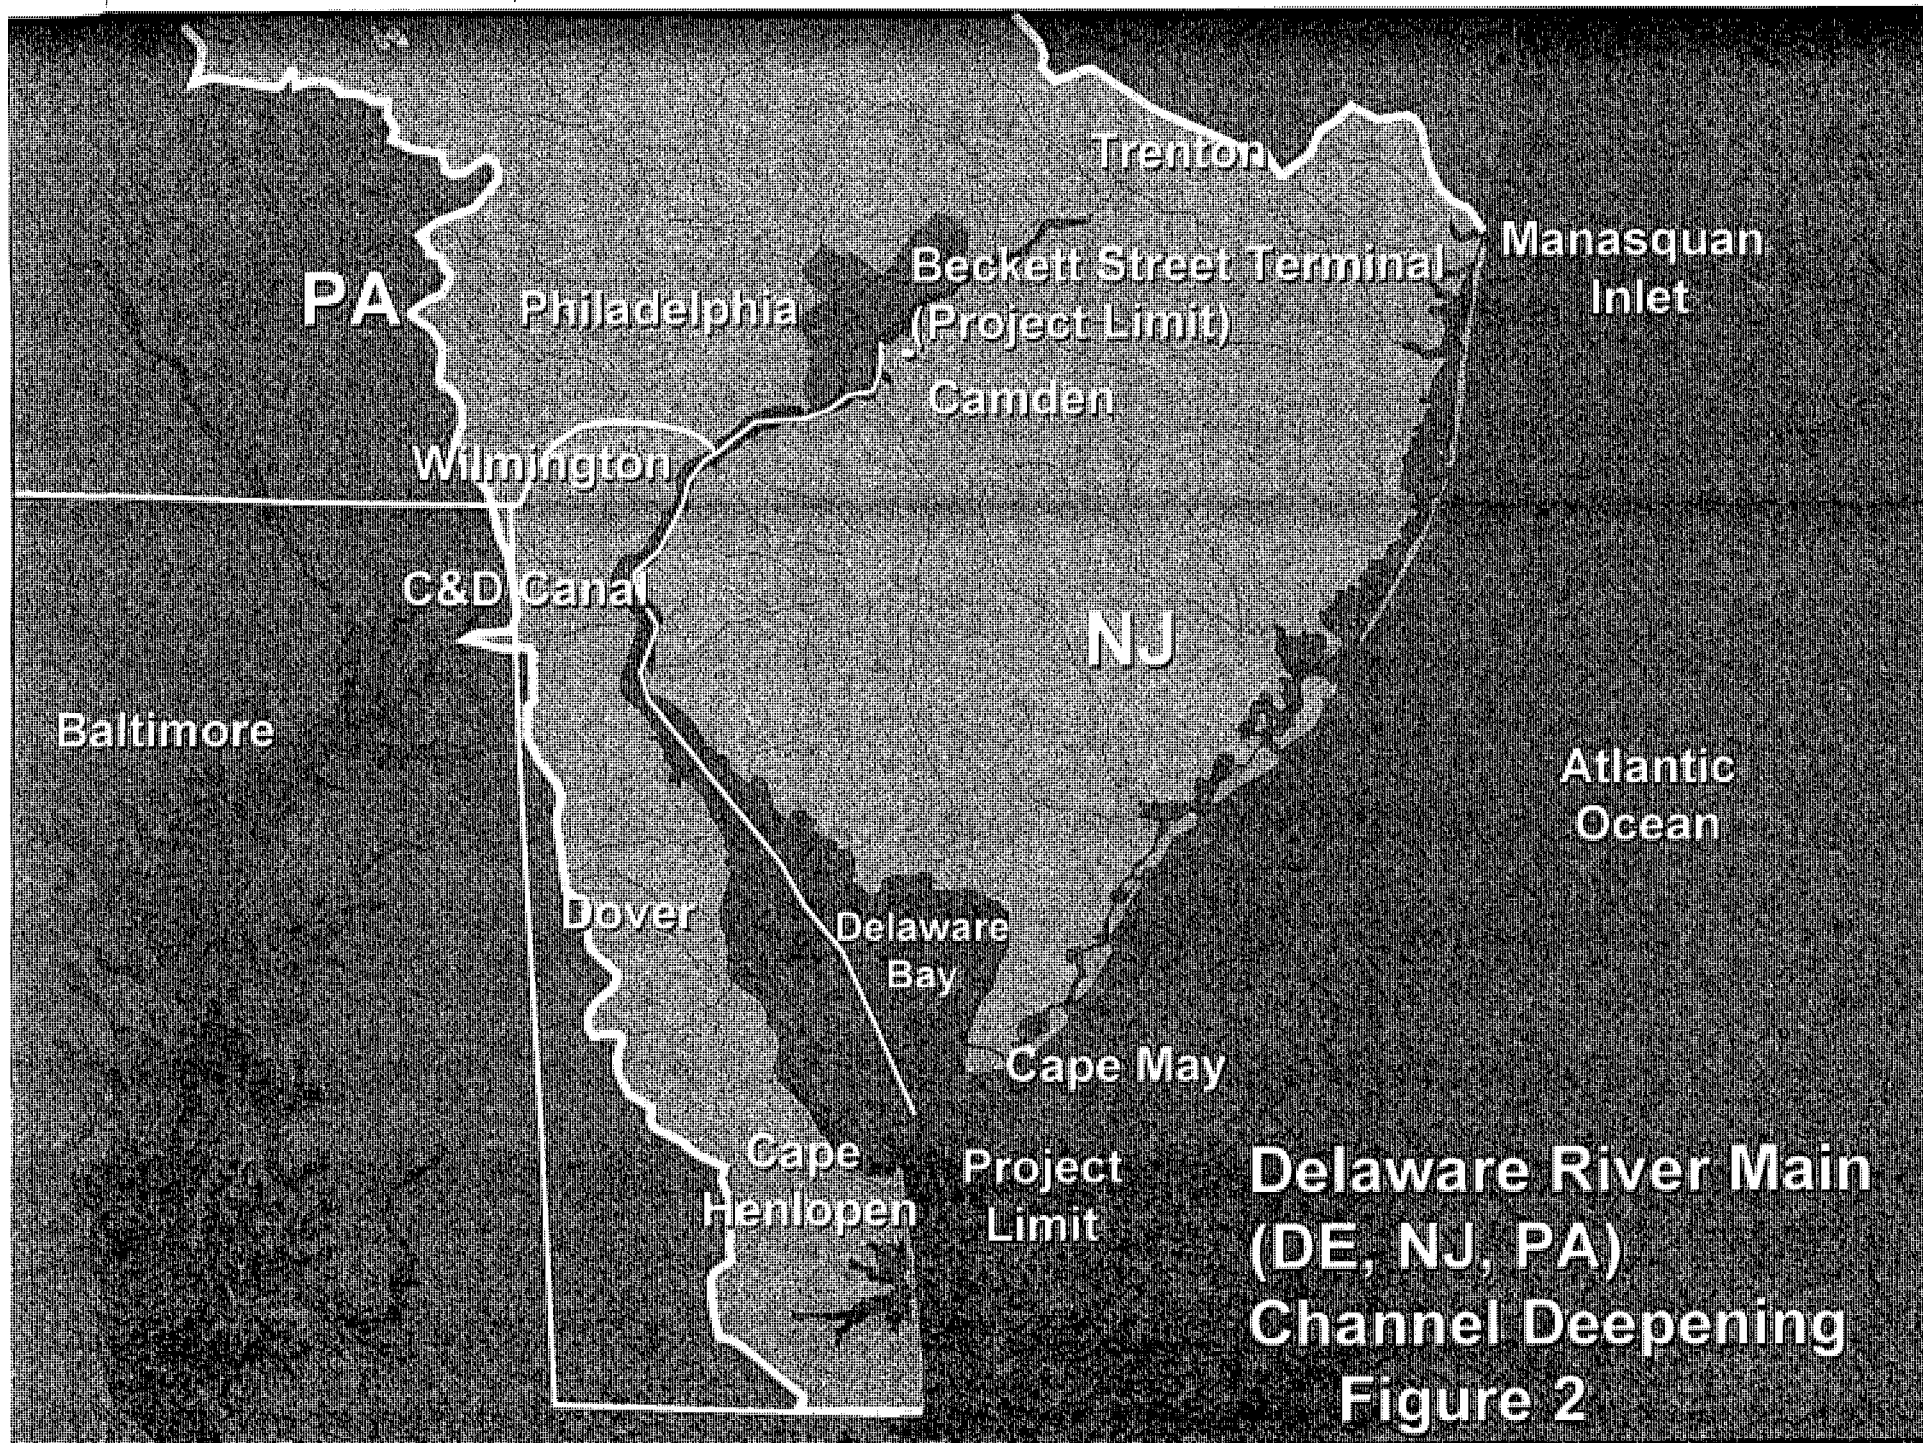 Trenton
Manasquan
Inlet
Beckett Street Terminal
(Project Limit)
PA
Philadelphia
Camden
Wilmington
C&D Canal
NJ
Baltimore
Atlantic
Ocean
Dover
Delaware
Bay
Cape May
Cape
Henlopen
Project
Limit
Delaware River Main
(DE, NJ, PA)
Channel Deepening
Figure 2